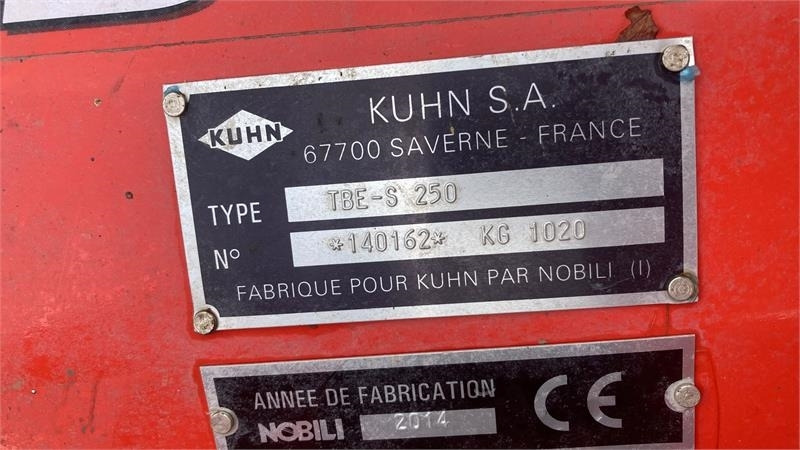 KUHN
KUHN S.A.
67700 SAVERNE - FRANCE
TYPE TBE-S 250
N° *140162* KG 1020
FABRIQUE POUR KUHN PAR NOBILI (I)
ANNEE DE FABRICATION
NOBILI 2014
CE